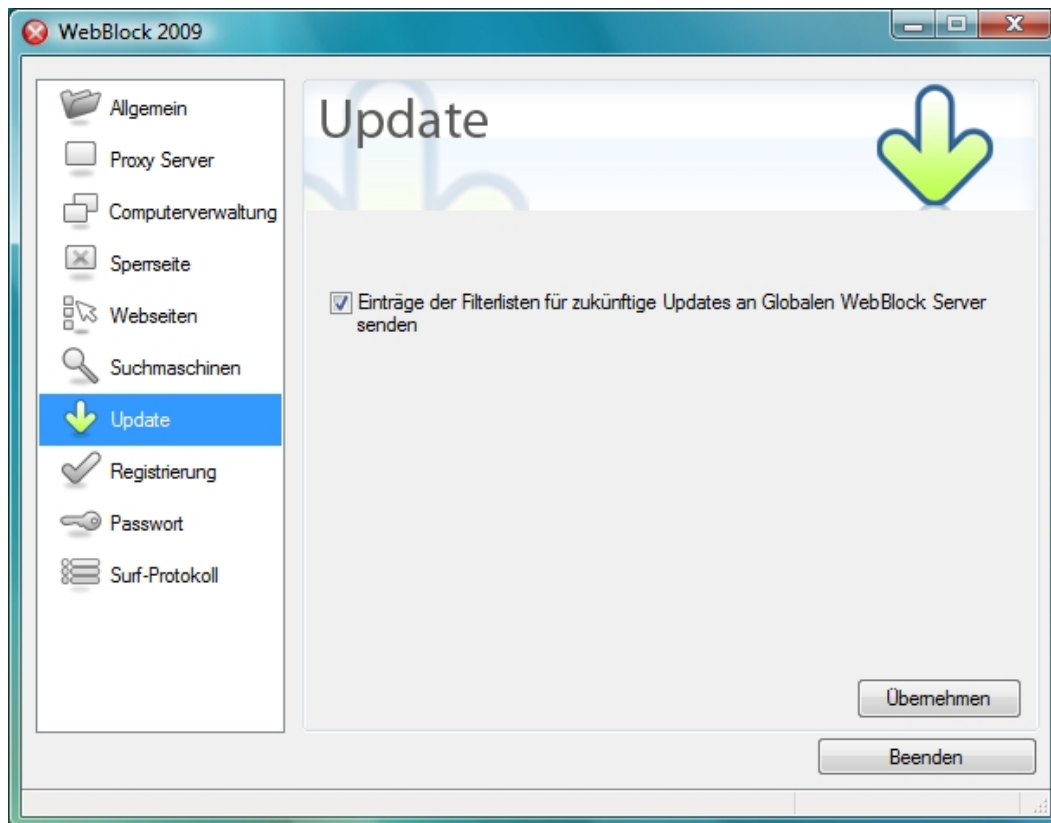 WebBlock 2009
Allgemein
Proxy Server
Computerverwaltung
Sperrseite
Webseiten
Suchmaschinen
Update
Registrierung
Passwort
Surf-Protokoll
Update
Einträge der Filterlisten für zukünftige Updates an Globalen WebBlock Server
senden
Übernehmen
Beenden